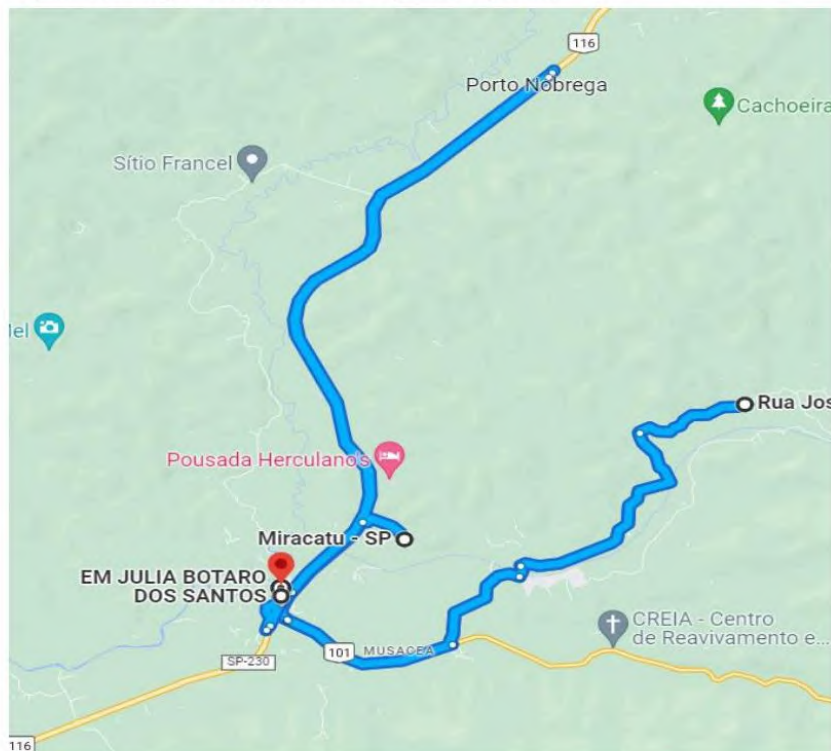 116
Porto Nobrega
Cachoeira
Sítio Francel
Jel
Rua Jos
Pousada Herculano's
Miracatu - SP
EM JULIA BOTARO
DOS SANTOS
CREIA - Centro
de Reavivamento e...
101
MUSACEA
SP-230
116